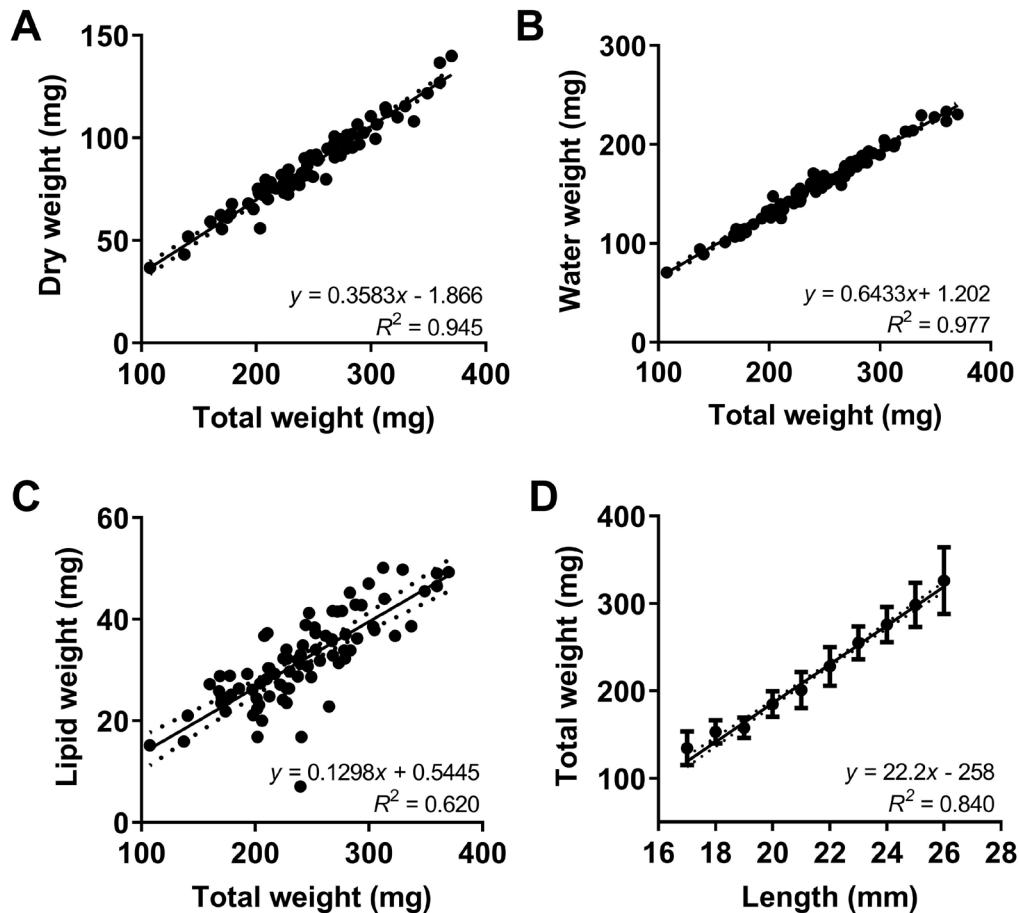 A
150
100
50
0
Dry weight (mg)
y = 0.3583x - 1.866
R² = 0.945
100 200 300 400
Total weight (mg)
B
300
200
100
0
Water weight (mg)
y = 0.6433x+ 1.202
R² = 0.977
100 200 300 400
Total weight (mg)
C
60
40
20
0
Lipid weight (mg)
y = 0.1298x + 0.5445
R² = 0.620
100 200 300 400
Total weight (mg)
D
400
300
200
100
Total weight (mg)
y = 22.2x - 258
R² = 0.840
16 18 20 22 24 26 28
Length (mm)